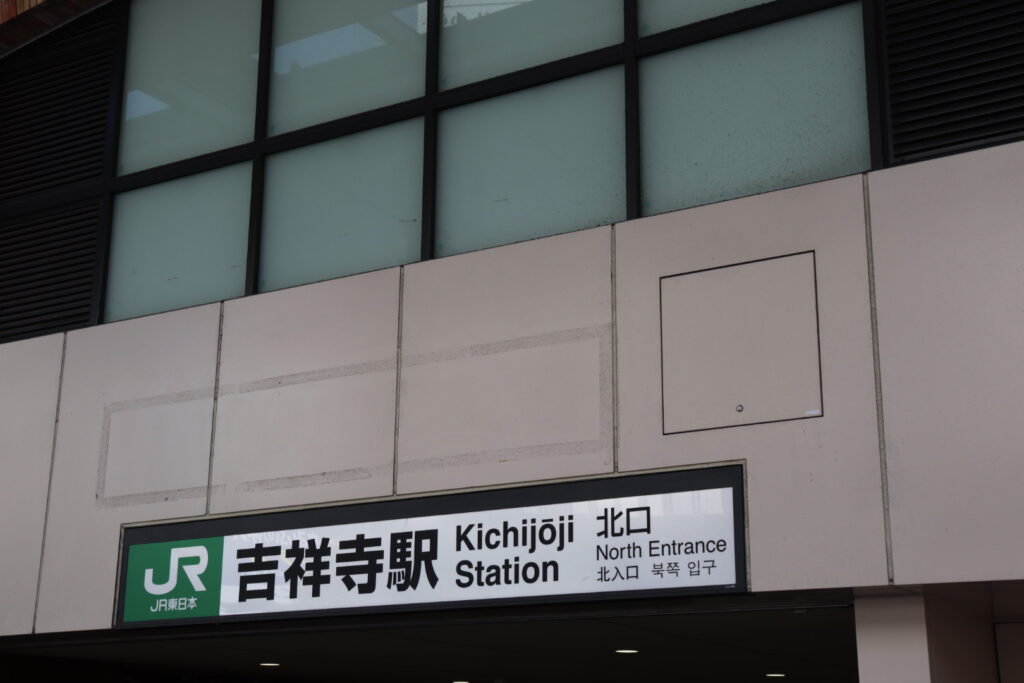 JR
JR東日本
吉祥寺駅
Kichijōji
Station
北口
North Entrance
北入口 북쪽 입구